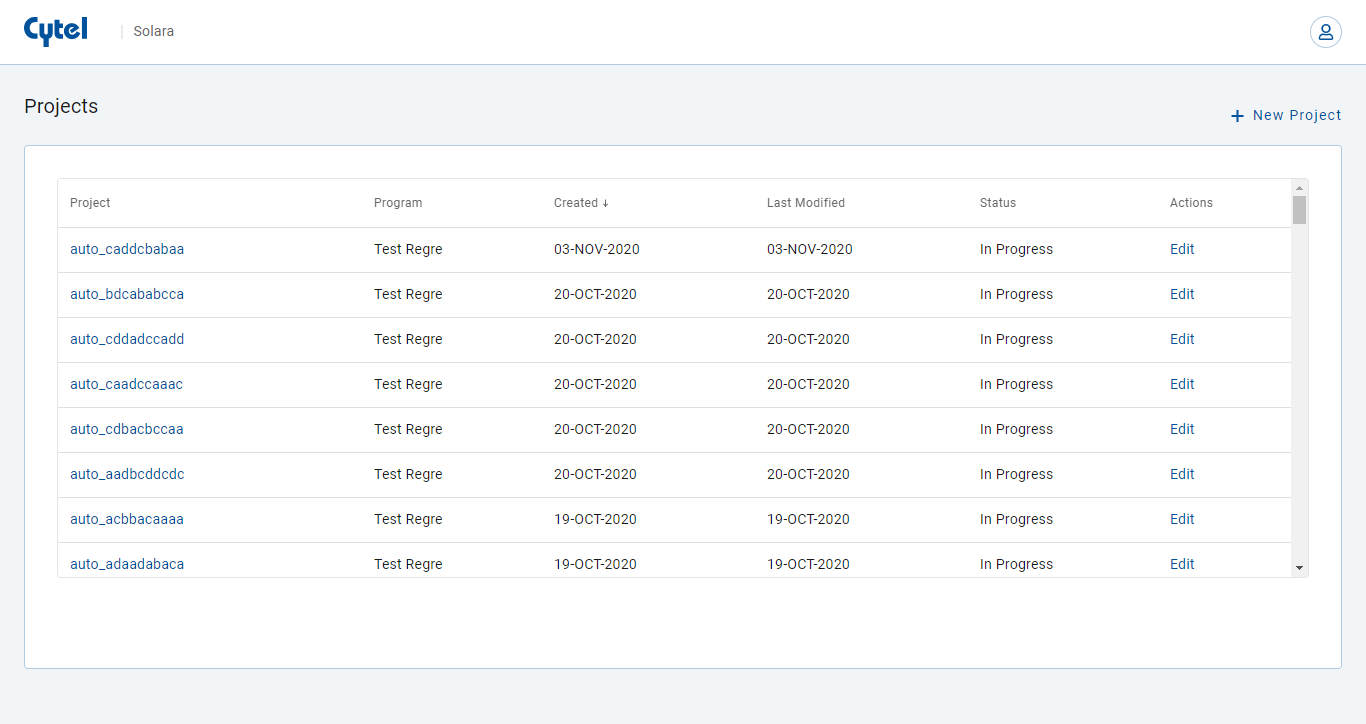 Cytel | Solara
Projects
+ New Project
Project Program Created ↓ Last Modified Status Actions
auto_caddcbabaa Test Regre 03-NOV-2020 03-NOV-2020 In Progress Edit
auto_bdcababcca Test Regre 20-OCT-2020 20-OCT-2020 In Progress Edit
auto_cddadccadd Test Regre 20-OCT-2020 20-OCT-2020 In Progress Edit
auto_caadccaaac Test Regre 20-OCT-2020 20-OCT-2020 In Progress Edit
auto_cdbacbccaa Test Regre 20-OCT-2020 20-OCT-2020 In Progress Edit
auto_aadbcddcdc Test Regre 20-OCT-2020 20-OCT-2020 In Progress Edit
auto_acbbacaaaa Test Regre 19-OCT-2020 19-OCT-2020 In Progress Edit
auto_adaadabaca Test Regre 19-OCT-2020 19-OCT-2020 In Progress Edit